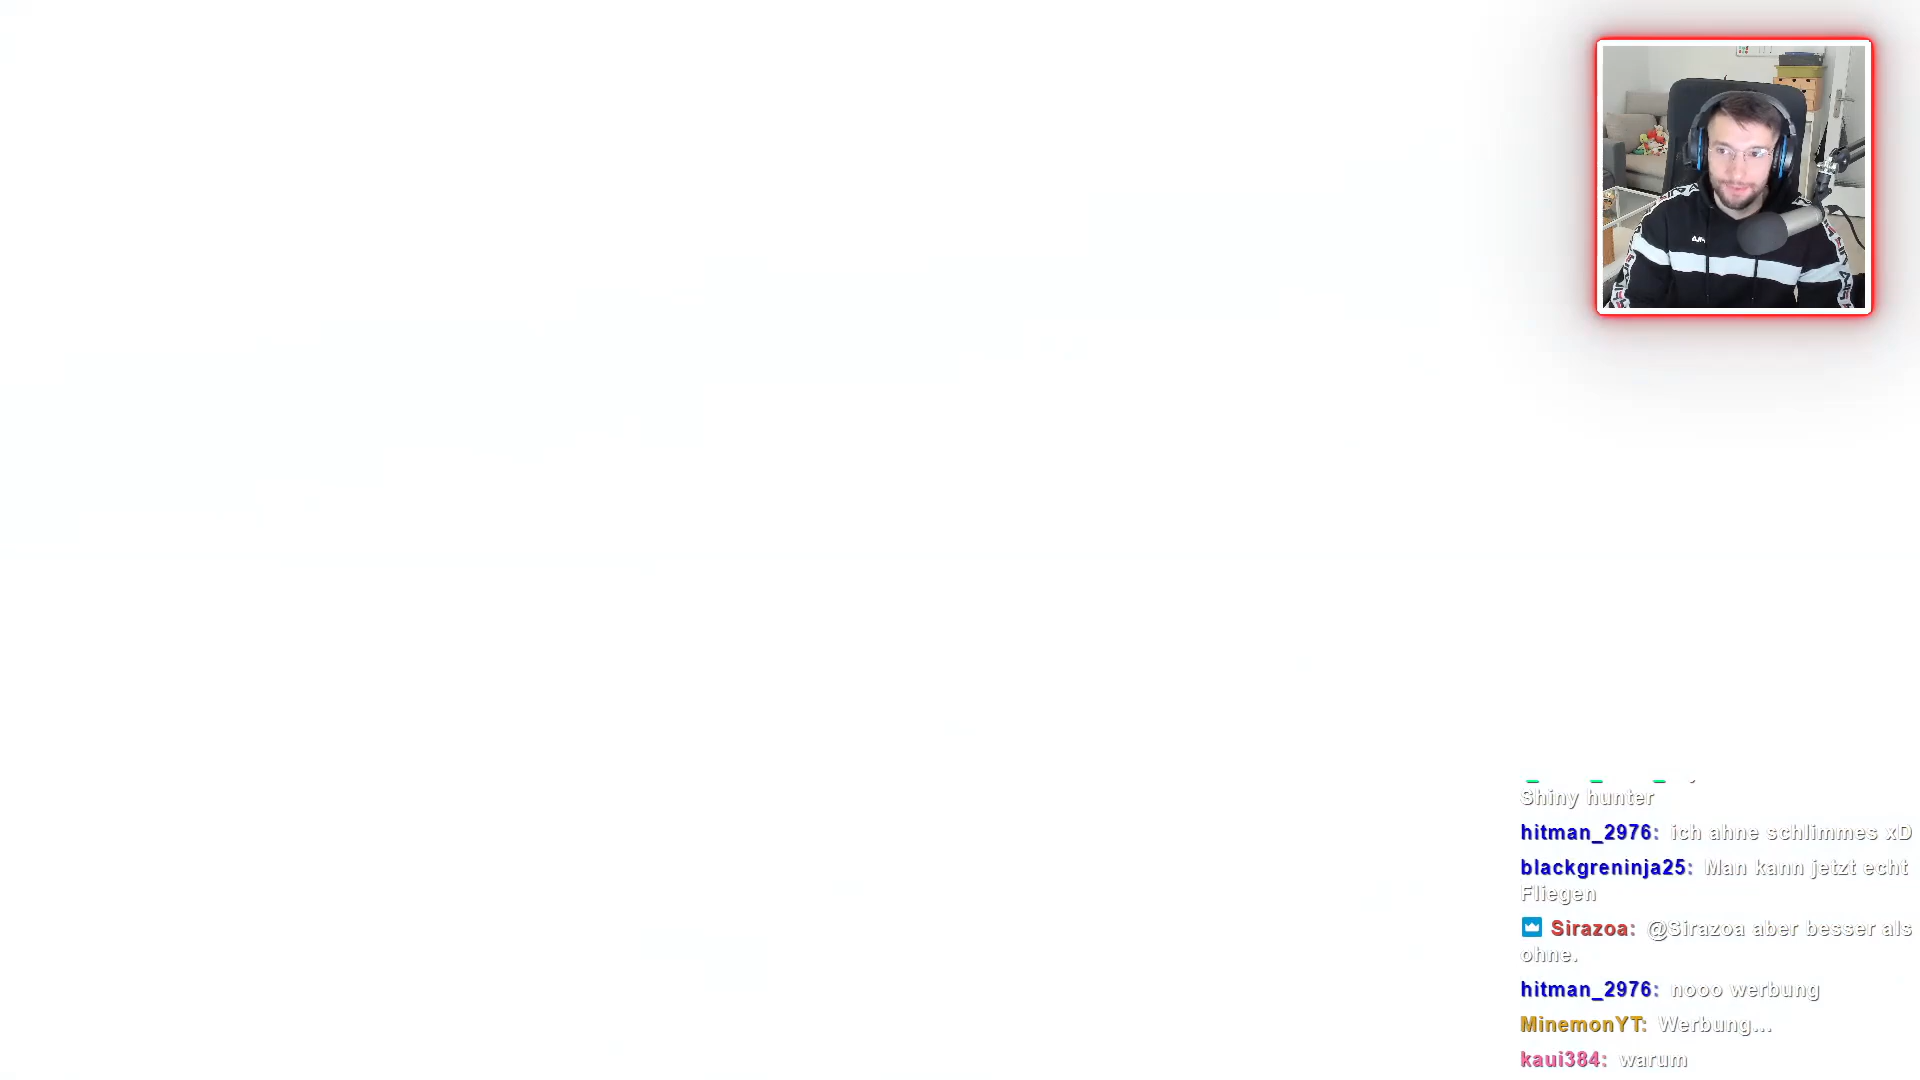 Shiny hunter
hitman_2976: ich ahne schlimmes xD
blackgreninja25: Man kann jetzt echt
Fliegen
Sirazoa: @Sirazoa aber besser als
ohne.
hitman_2976: nooo werbung
MinemonYT: Werbung...
kaui384: warum